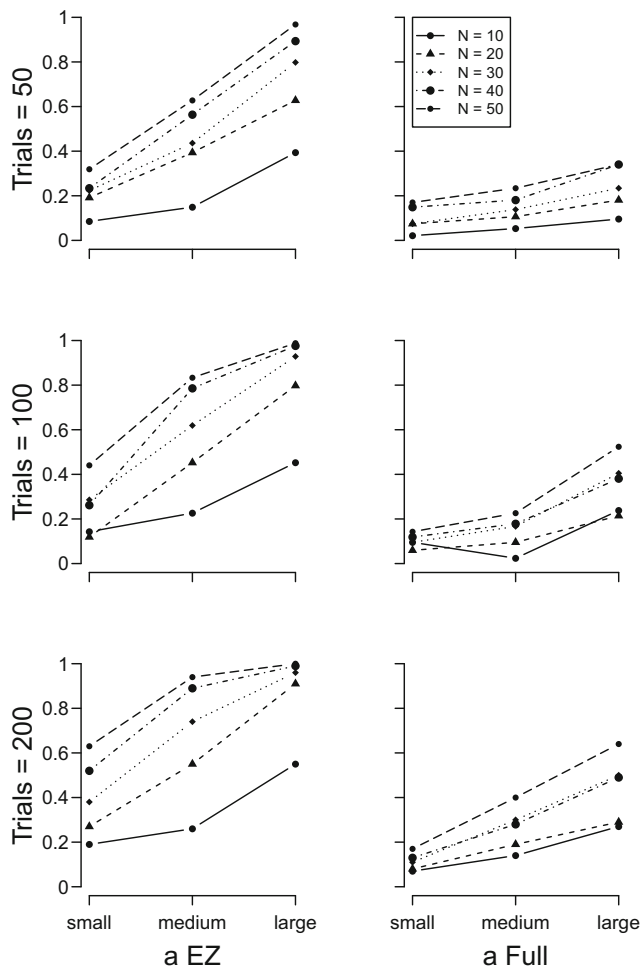 Trials = 50
1
0.8
0.6
0.4
0.2
0
N = 10
N = 20
N = 30
N = 40
N = 50
Trials = 100
1
0.8
0.6
0.4
0.2
0
Trials = 200
1
0.8
0.6
0.4
0.2
0
small medium large
small medium large
a EZ
a Full